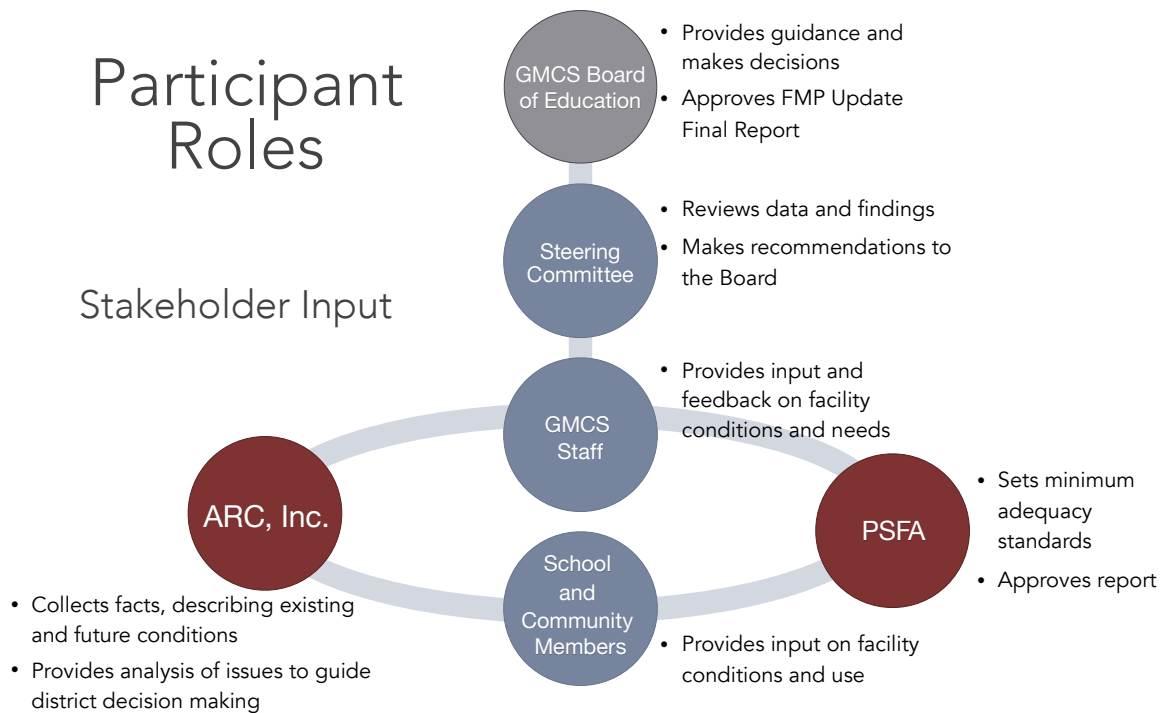 Participant
Roles
Stakeholder Input
GMCS Board
of Education
• Provides guidance and
makes decisions
• Approves FMP Update
Final Report
Steering
Committee
• Reviews data and findings
• Makes recommendations to
the Board
GMCS
Staff
• Provides input and
feedback on facility
conditions and needs
ARC, Inc.
• Collects facts, describing existing
and future conditions
• Provides analysis of issues to guide
district decision making
PSFA
• Sets minimum
adequacy
standards
• Approves report
School
and
Community
Members
• Provides input on facility
conditions and use